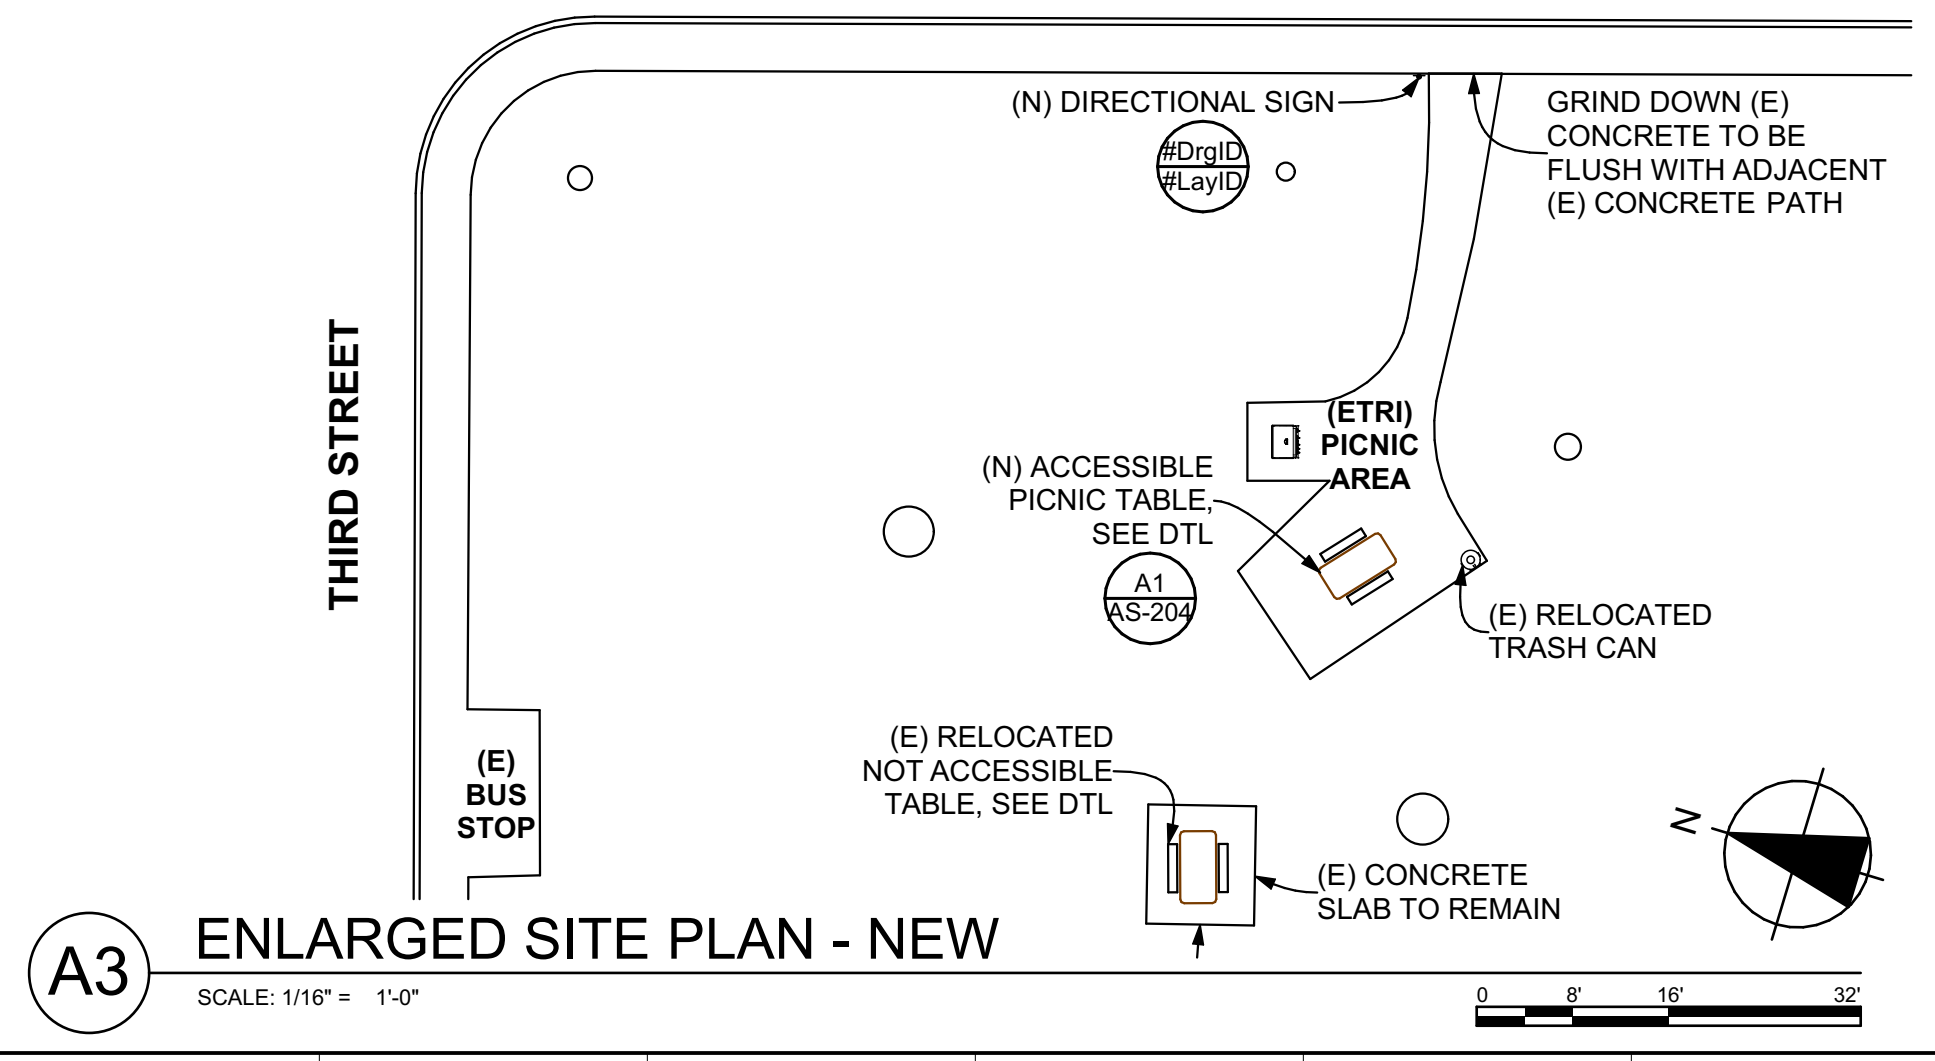 (N) DIRECTIONAL SIGN
#DrgID
#LayID
GRIND DOWN (E)
CONCRETE TO BE
FLUSH WITH ADJACENT
(E) CONCRETE PATH
THIRD STREET
(ETRI)
PICNIC
AREA
(N) ACCESSIBLE
PICNIC TABLE,
SEE DTL
A1
AS-204
(E) RELOCATED
TRASH CAN
(E) RELOCATED
NOT ACCESSIBLE
TABLE, SEE DTL
(E)
BUS
STOP
(E) CONCRETE
SLAB TO REMAIN
N
A3
ENLARGED SITE PLAN - NEW
SCALE: 1/16" = 1'-0"
0 8' 16' 32'